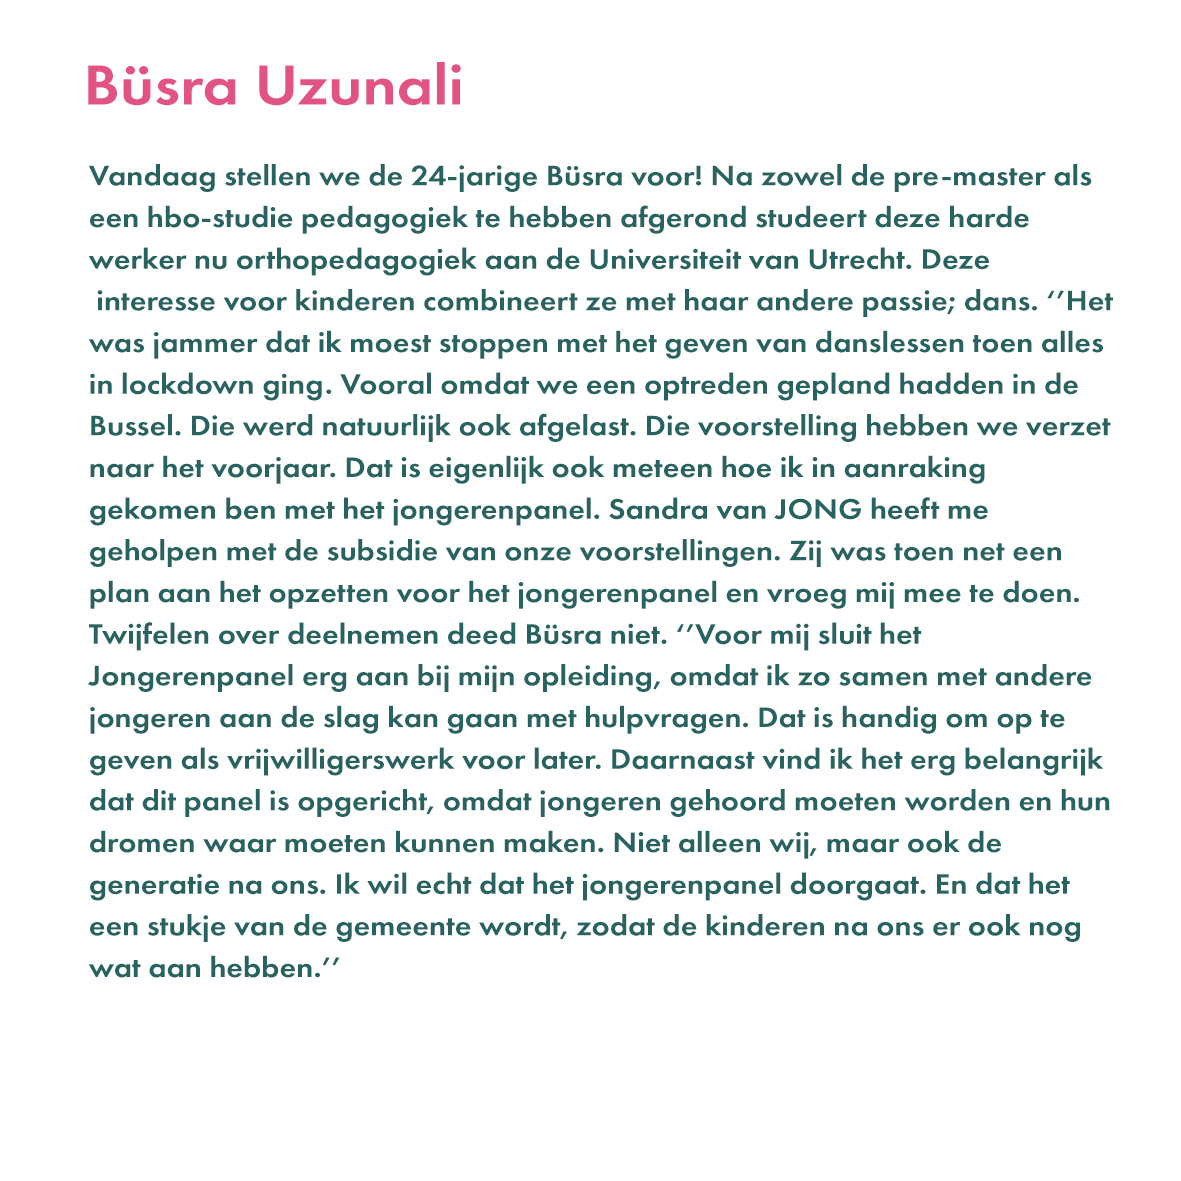 Büsra Uzunali
Vandaag stellen we de 24-jarige Büsra voor! Na zowel de pre-master als
een hbo-studie pedagogiek te hebben afgerond studeert deze harde
werker nu orthopedagogiek aan de Universiteit van Utrecht. Deze
interesse voor kinderen combineert ze met haar andere passie; dans. ‘’Het
was jammer dat ik moest stoppen met het geven van danslessen toen alles
in lockdown ging. Vooral omdat we een optreden gepland hadden in de
Bussel. Die werd natuurlijk ook afgelast. Die voorstelling hebben we verzet
naar het voorjaar. Dat is eigenlijk ook meteen hoe ik in aanraking
gekomen ben met het jongerenpanel. Sandra van JONG heeft me
geholpen met de subsidie van onze voorstellingen. Zij was toen net een
plan aan het opzetten voor het jongerenpanel en vroeg mij mee te doen.
Twijfelen over deelnemen deed Büsra niet. ‘’Voor mij sluit het
Jongerenpanel erg aan bij mijn opleiding, omdat ik zo samen met andere
jongeren aan de slag kan gaan met hulpvragen. Dat is handig om op te
geven als vrijwilligerswerk voor later. Daarnaast vind ik het erg belangrijk
dat dit panel is opgericht, omdat jongeren gehoord moeten worden en hun
dromen waar moeten kunnen maken. Niet alleen wij, maar ook de
generatie na ons. Ik wil echt dat het jongerenpanel doorgaat. En dat het
een stukje van de gemeente wordt, zodat de kinderen na ons er ook nog
wat aan hebben.’’